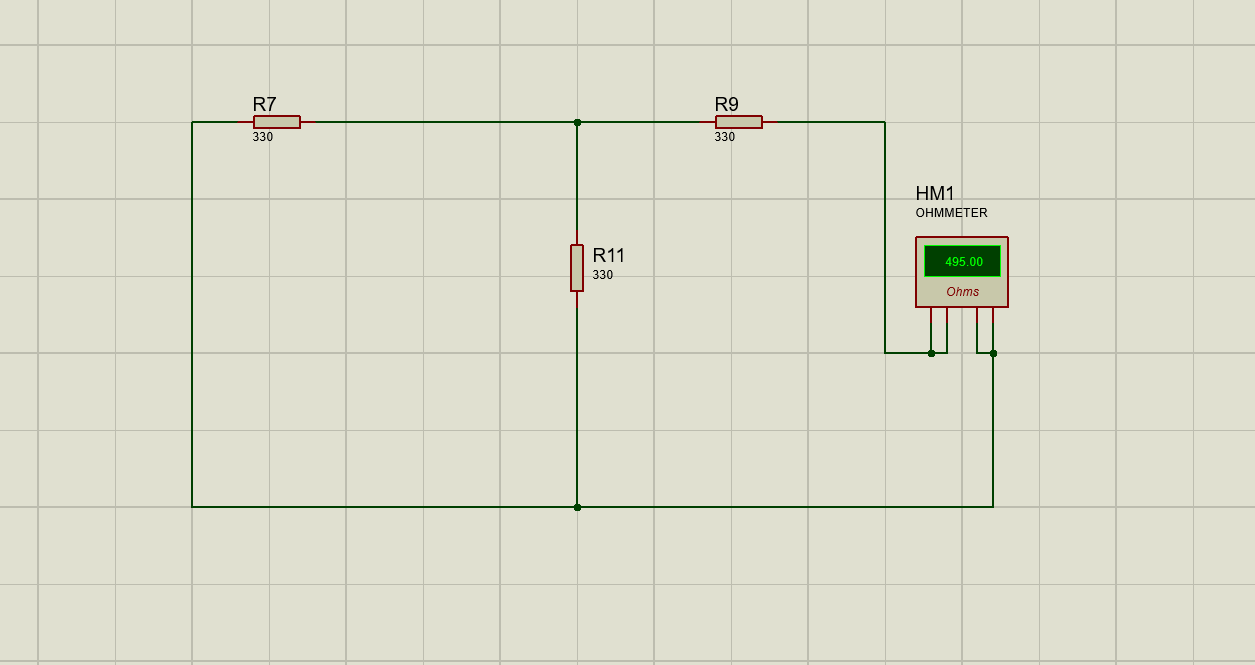 R7
330
R9
330
HM1
OHMMETER
495.00
Ohms
R11
330